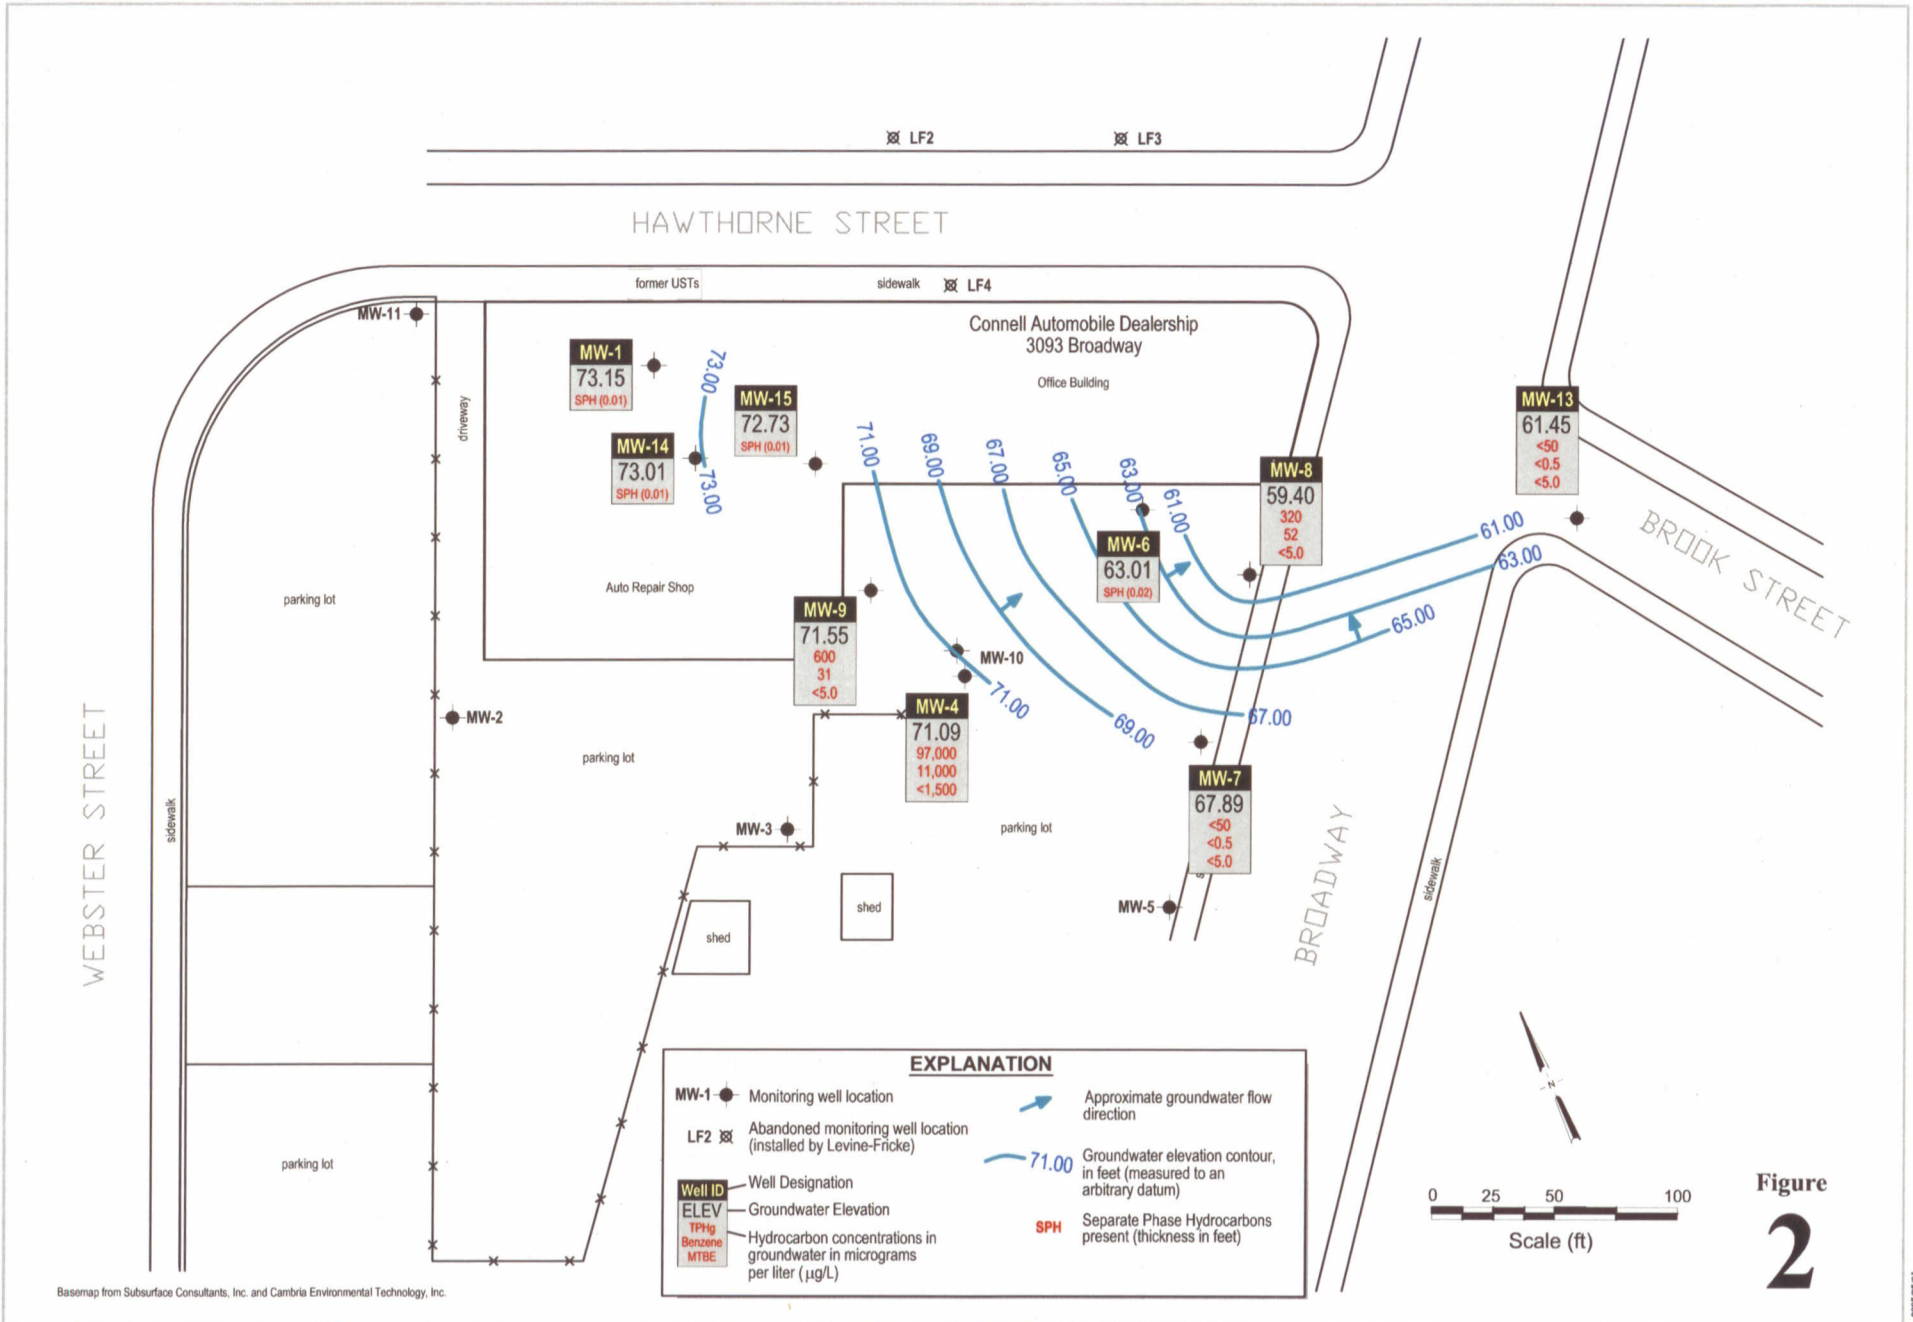 LF2
LF3
HAWTHORNE STREET
former USTs
sidewalk
LF4
MW-11
Connell Automobile Dealership
3093 Broadway
Office Building
MW-1
73.15
SPH (0.01)
73.00
73.00
MW-15
72.73
SPH (0.01)
MW-14
73.01
SPH (0.01)
driveway
71.00
69.00
67.00
65.00
63.00
61.00
MW-8
59.40
320
52
<5.0
MW-13
61.45
<50
<0.5
<5.0
61.00
63.00
65.00
BROOK STREET
MW-6
63.01
SPH (0.02)
parking lot
Auto Repair Shop
MW-9
71.55
600
31
<5.0
MW-10
71.00
69.00
67.00
MW-4
71.09
97,000
11,000
<1,500
MW-2
parking lot
MW-7
67.89
<50
<0.5
<5.0
MW-3
parking lot
WEBSTER STREET
sidewalk
shed
shed
MW-5
BROADWAY
sidewalk
parking lot
EXPLANATION
MW-1
Monitoring well location
LF2
Abandoned monitoring well location
(installed by Levine-Fricke)
Well ID
ELEV
TPHg
Benzene
MTBE
Well Designation
Groundwater Elevation
Hydrocarbon concentrations in
groundwater in micrograms
per liter (µg/L)
Approximate groundwater flow
direction
71.00
Groundwater elevation contour,
in feet (measured to an
arbitrary datum)
SPH
Separate Phase Hydrocarbons
present (thickness in feet)
N
0 25 50 100
Scale (ft)
Figure
2
Basemap from Subsurface Consultants, Inc. and Cambria Environmental Technology, Inc.